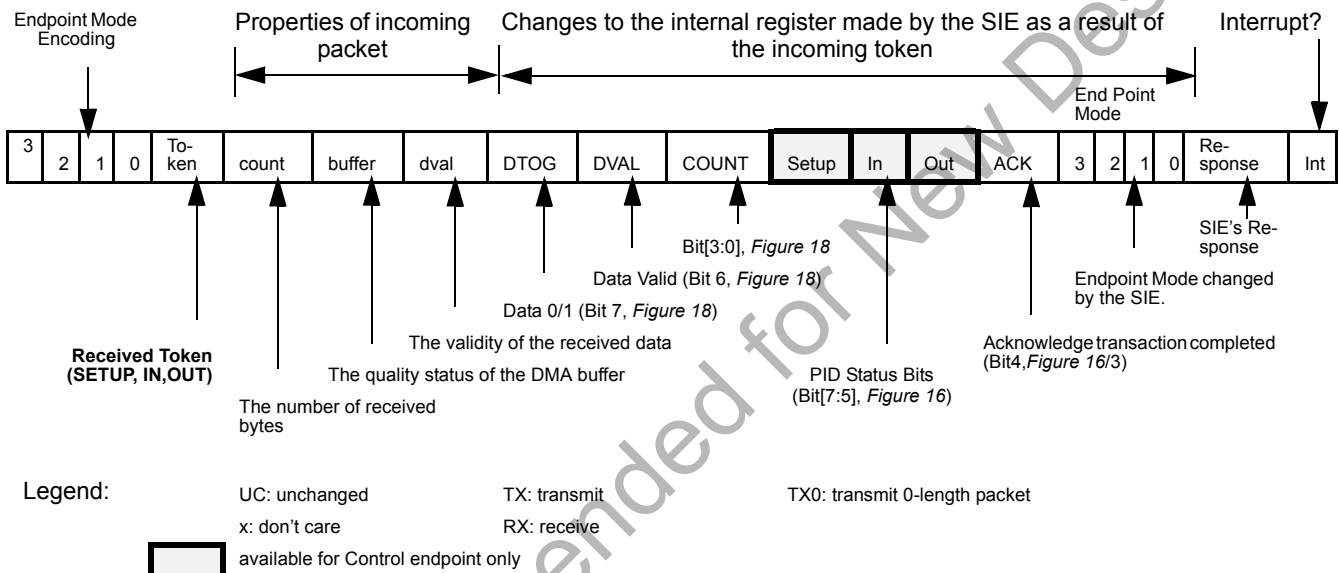 Endpoint Mode
Encoding
Properties of incoming
packet
Changes to the internal register made by the SIE as a result of
the incoming token
Interrupt?
End Point
Mode
3 2 1 0 To-
ken count buffer dval DTOG DVAL COUNT Setup In Out ACK 3 2 1 0 Re-
sponse Int
Bit[3:0], Figure 18
SIE's Re-
sponse
Data Valid (Bit 6, Figure 18)
Endpoint Mode changed
by the SIE.
Data 0/1 (Bit 7, Figure 18)
The validity of the received data
Received Token
(SETUP, IN,OUT)
Acknowledge transaction completed
(Bit4,Figure 16/3)
The quality status of the DMA buffer
PID Status Bits
(Bit[7:5], Figure 16)
The number of received
bytes
Legend:
UC: unchanged
TX: transmit
TX0: transmit 0-length packet
x: don't care
RX: receive
available for Control endpoint only
ended for New Des